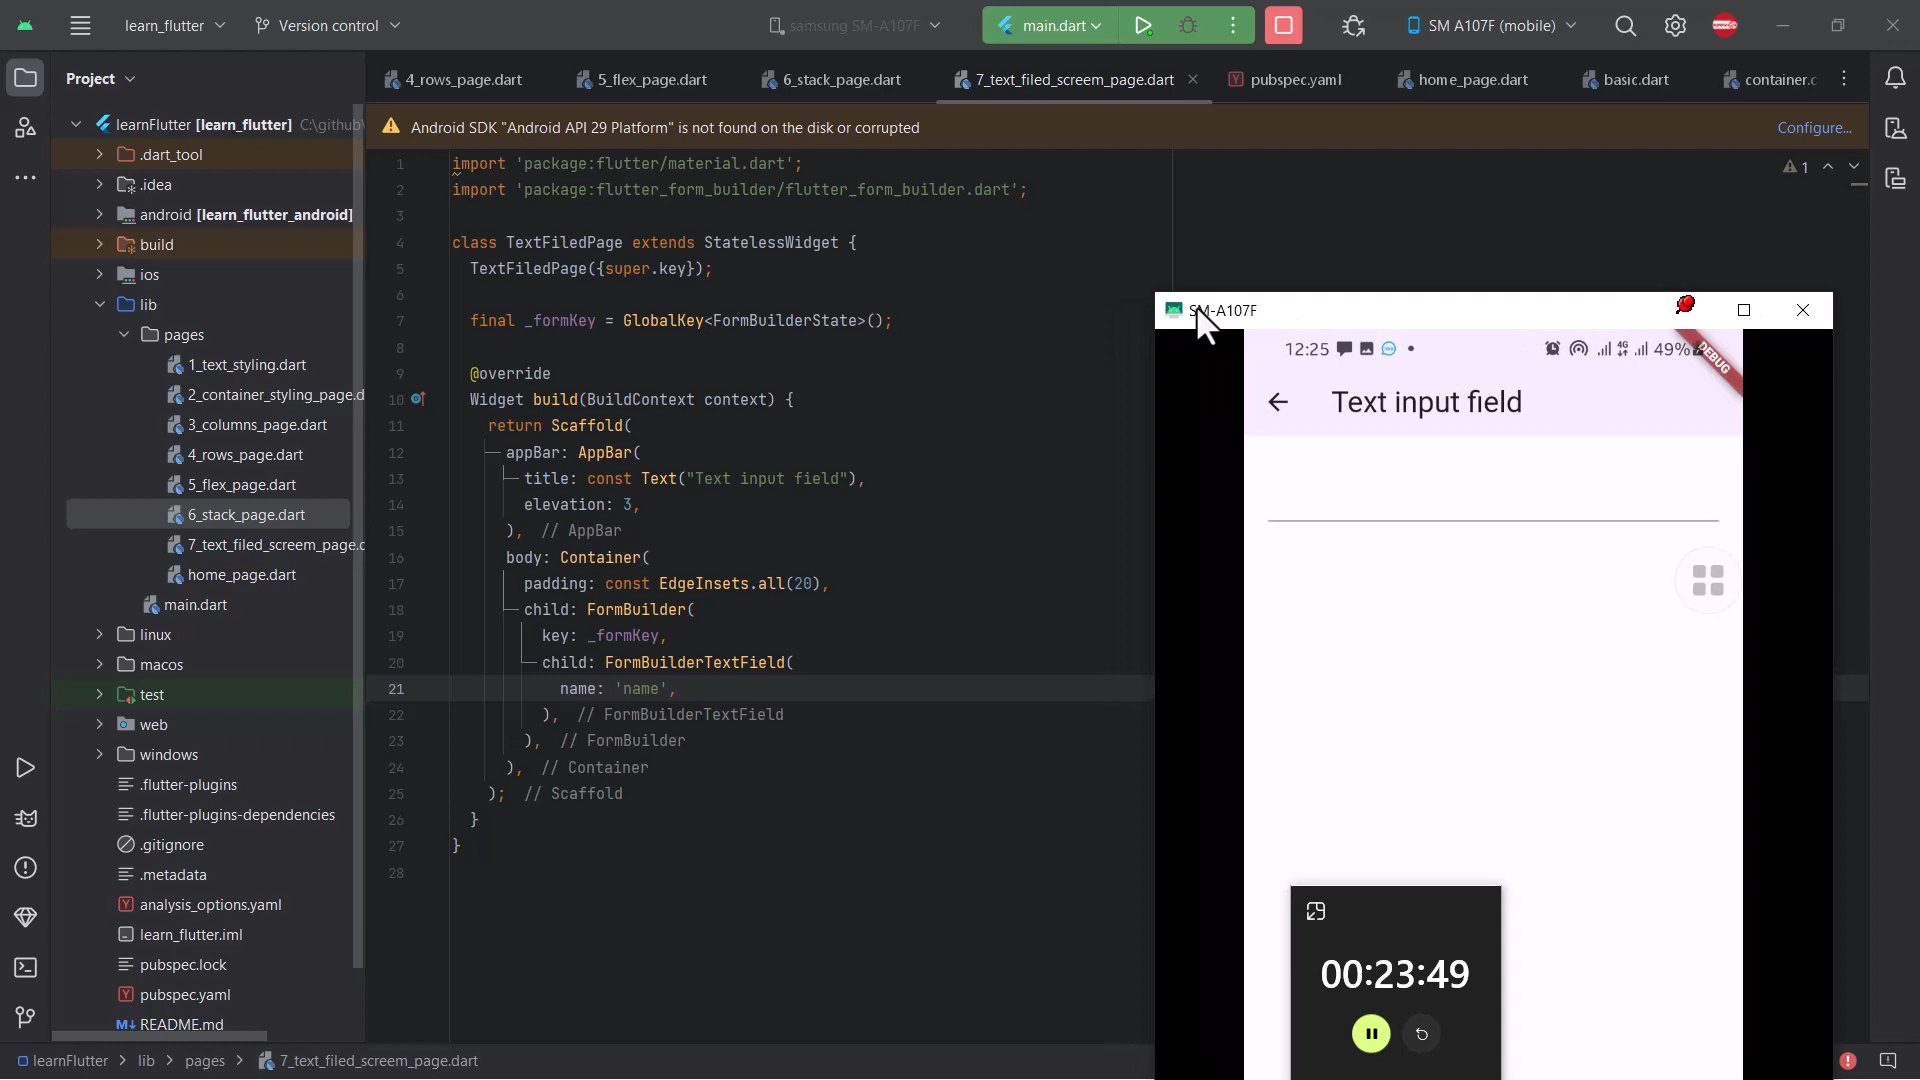 learn_flutter
Version control
samsung SM-A107F
main.dart
SM A107F (mobile)
Project
4_rows_page.dart
5_flex_page.dart
6_stack_page.dart
7_text_filed_screem_page.dart
pubspec.yaml
home_page.dart
basic.dart
container.c
Android SDK "Android API 29 Platform" is not found on the disk or corrupted
Configure...
learnFlutter [learn_flutter] C:\github\
.dart_tool
.idea
android [learn_flutter_android]
build
ios
lib
pages
1_text_styling.dart
2_container_styling_page.d
3_columns_page.dart
4_rows_page.dart
5_flex_page.dart
6_stack_page.dart
7_text_filed_screem_page.d
home_page.dart
main.dart
linux
macos
test
web
windows
.flutter-plugins
.flutter-plugins-dependencies
.gitignore
.metadata
analysis_options.yaml
learn_flutter.iml
pubspec.lock
pubspec.yaml
M↓ README.md
1 import 'package:flutter/material.dart';
2 import 'package:flutter_form_builder/flutter_form_builder.dart';
3
4 class TextFiledPage extends StatelessWidget {
5 TextFiledPage({super.key});
6
7 final _formKey = GlobalKey<FormBuilderState>();
8
9 @override
10 Widget build(BuildContext context) {
11 return Scaffold(
12 appBar: AppBar(
13 title: const Text("Text input field"),
14 elevation: 3,
15 ), // AppBar
16 body: Container(
17 padding: const EdgeInsets.all(20),
18 child: FormBuilder(
19 key: _formKey,
20 child: FormBuilderTextField(
21 name: 'name',
22 ), // FormBuilderTextField
23 ), // FormBuilder
24 ), // Container
25 ); // Scaffold
26 }
27 }
28
1
SM-A107F
12:25
4G
49%
DEBUG
Text input field
00:23:49
learnFlutter > lib > pages > 7_text_filed_screem_page.dart